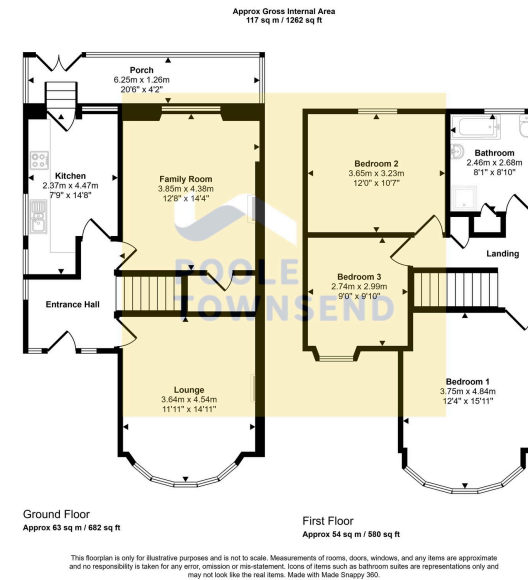 Approx Gross Internal Area
117 sq m / 1262 sq ft
Porch
6.25m x 1.26m
20'6" x 4'2"
Kitchen
2.37m x 4.47m
7'9" x 14'8"
Family Room
3.85m x 4.38m
12'8" x 14'4"
Entrance Hall
Lounge
3.64m x 4.54m
11'11" x 14'11"
Bedroom 2
3.65m x 3.23m
12'0" x 10'7"
Bathroom
2.46m x 2.68m
8'1" x 8'10"
Landing
Bedroom 3
2.74m x 2.99m
9'0" x 9'10"
Bedroom 1
3.75m x 4.84m
12'4" x 15'11"
POOLE
TOWNSEND
Ground Floor
Approx 63 sq m / 682 sq ft
First Floor
Approx 54 sq m / 580 sq ft
This floorplan is only for illustrative purposes and is not to scale. Measurements of rooms, doors, windows, and any items are approximate
and no responsibility is taken for any error, omission or mis-statement. Icons of items such as bathroom suites are representations only and
may not look like the real items. Made with Made Snappy 360.